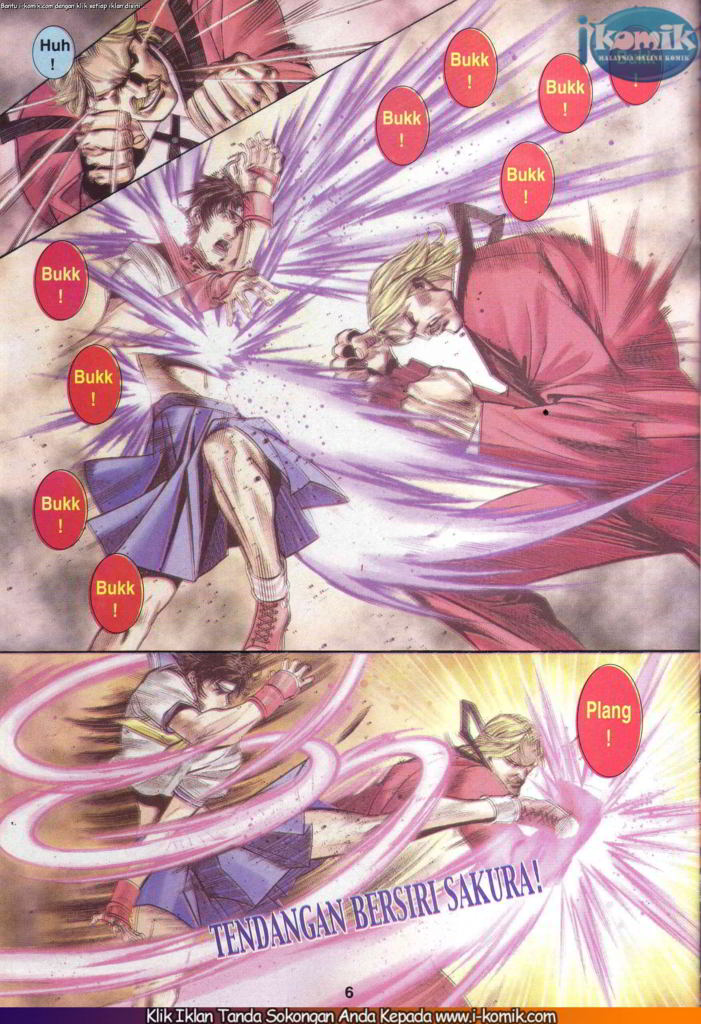 Bantu i-komik.com dengan klik setiap iklan disini
i komik
MALAYSIA ONLINE KOMIK
Huh
!
Bukk
!
Bukk
!
Bukk
!
!
Bukk
!
Bukk
!
Bukk
!
Bukk
!
Bukk
!
Plang
!
TENDANGAN BERSIRI SAKURA!
6
Klik Iklan Tanda Sokongan Anda Kepada www.i-komik.com